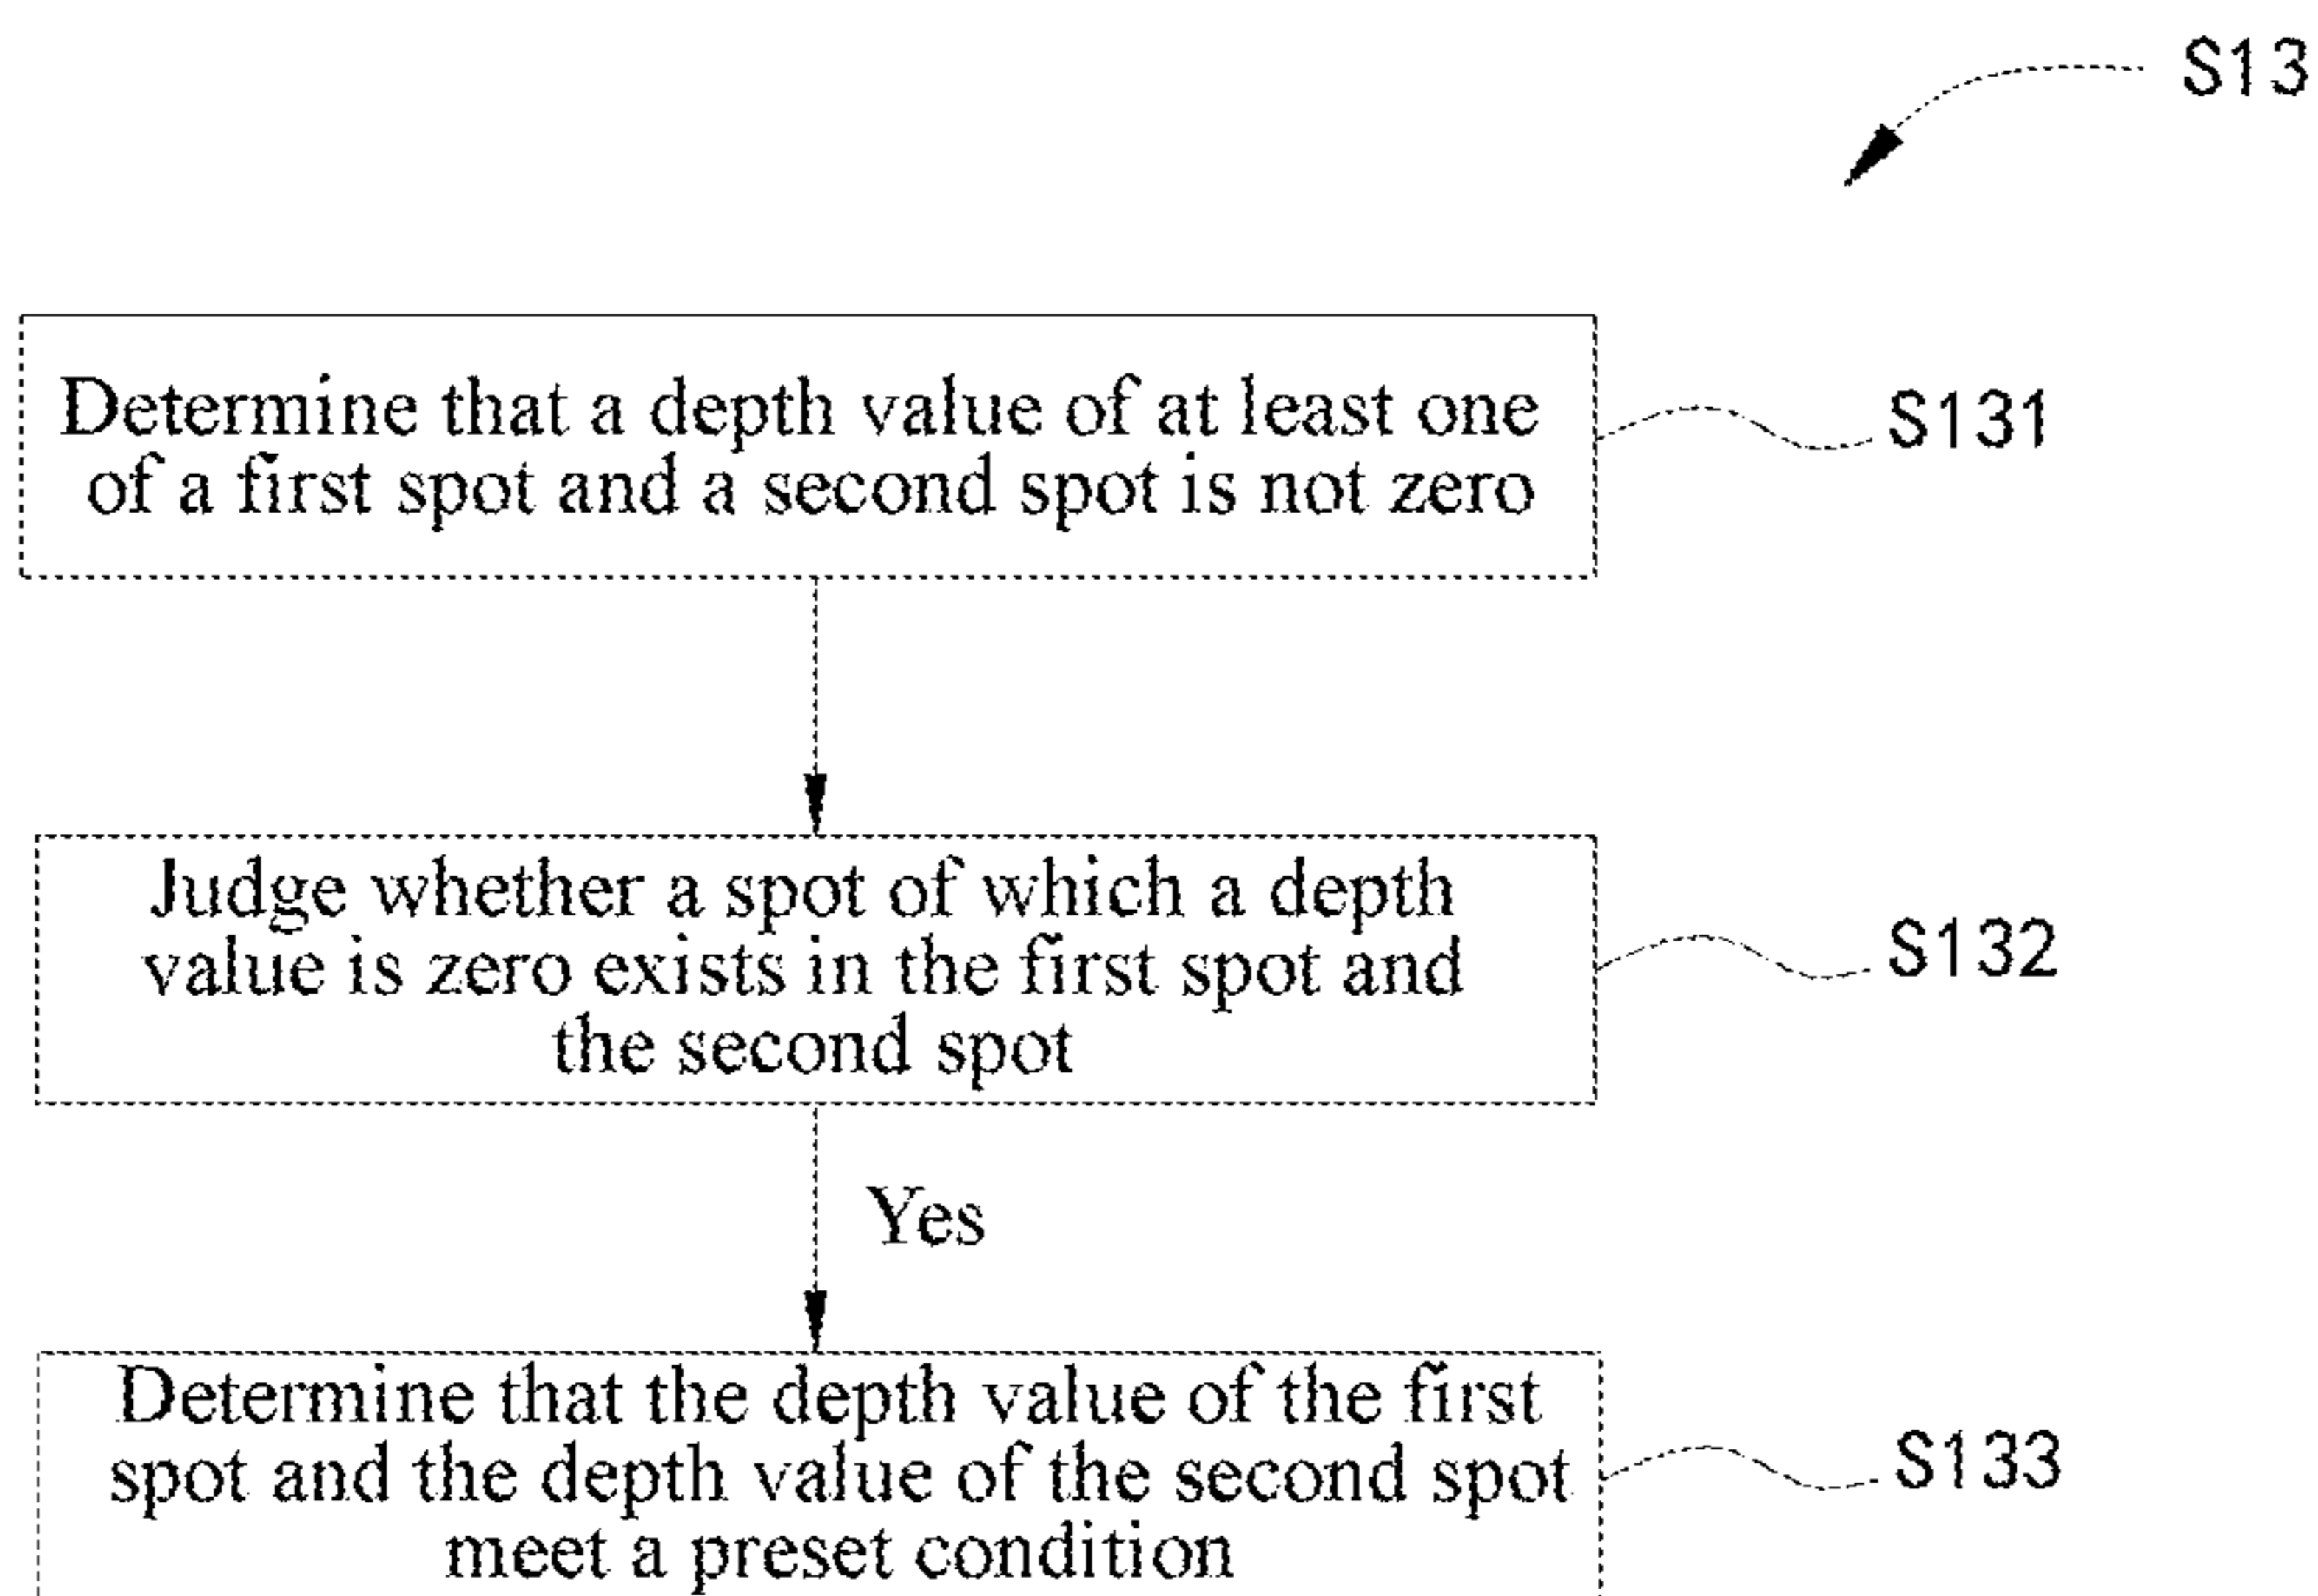 S13
Determine that a depth value of at least one
of a first spot and a second spot is not zero
S131
Judge whether a spot of which a depth
value is zero exists in the first spot and
the second spot
S132
Yes
Determine that the depth value of the first
spot and the depth value of the second spot
meet a preset condition
S133